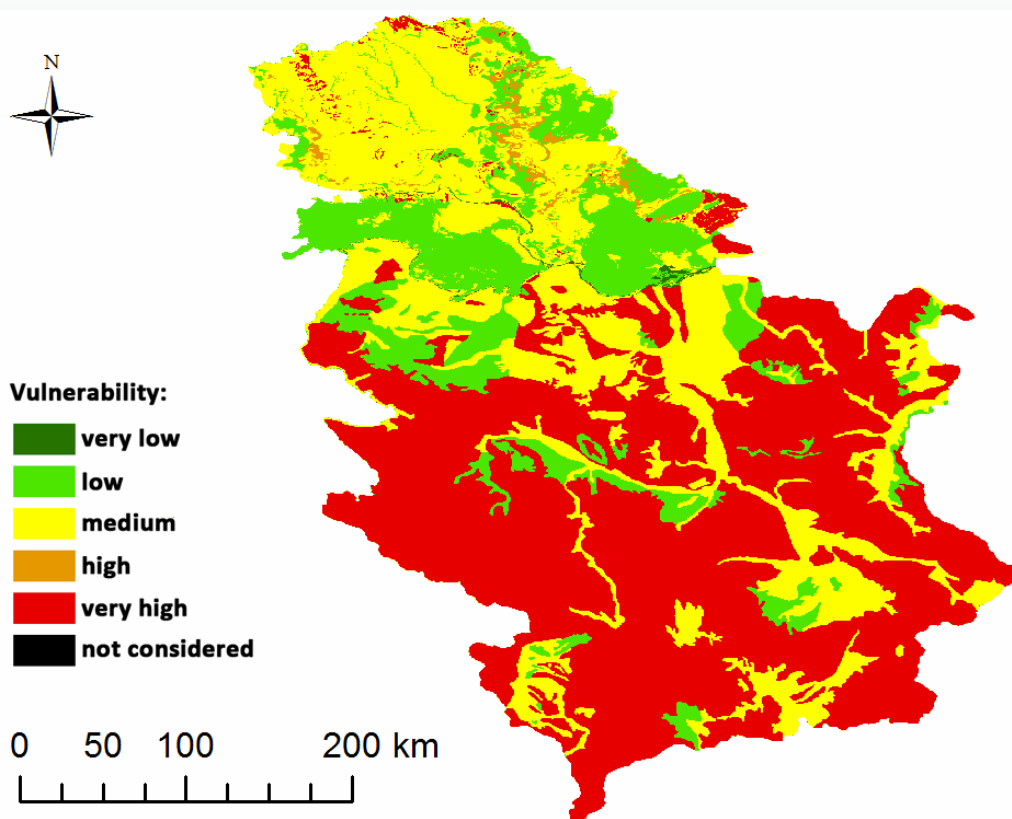 N
Vulnerability:
very low
low
medium
high
very high
not considered
0 50 100 200 km